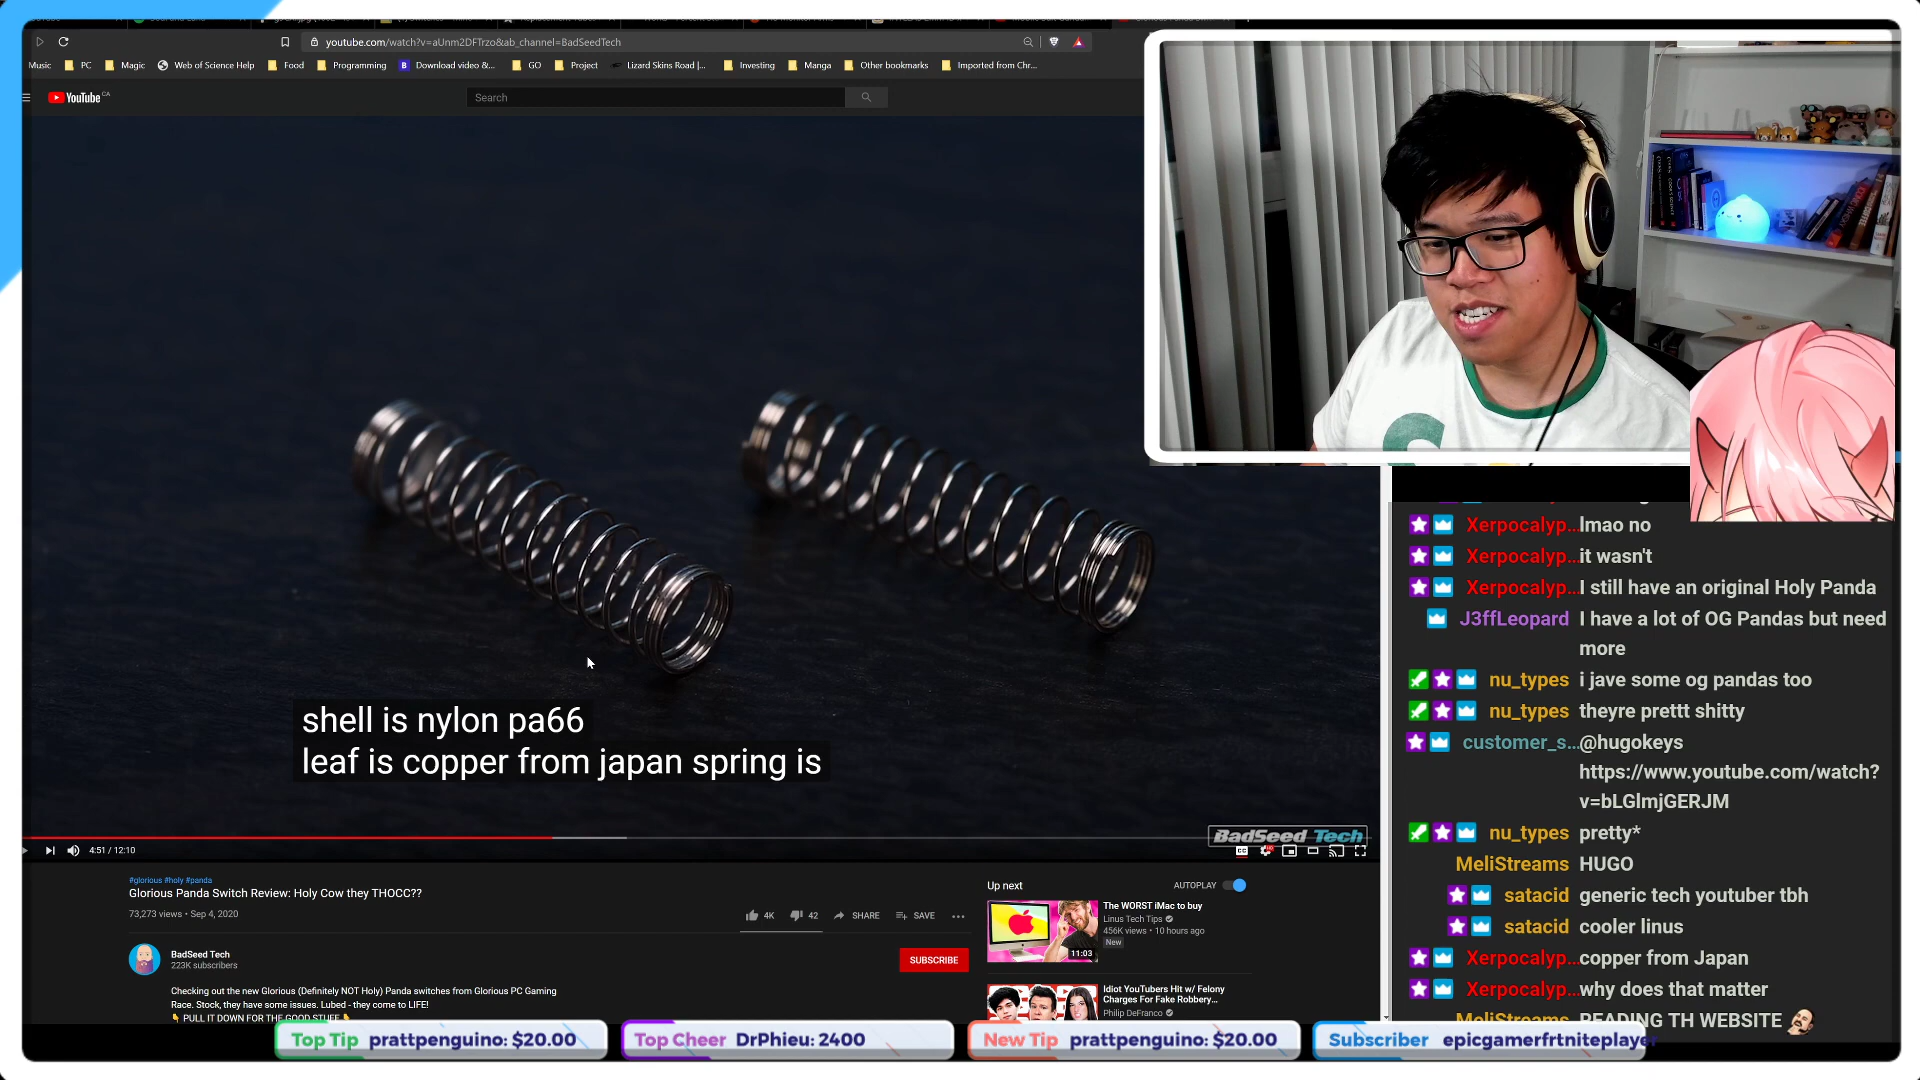 youtube.com/watch?v=aUnm2DFTrzo&ab_channel=BadSeedTech
Music PC Magic Web of Science Help Food Programming Download video &... GO Project Lizard Skins Road |... Investing Manga Other bookmarks Imported from Chr...
YouTube CA
Search
shell is nylon pa66
leaf is copper from japan spring is
BadSeed Tech
4:51 / 12:10
#glorious #holy #panda
Glorious Panda Switch Review: Holy Cow they THOCC??
73,273 views • Sep 4, 2020
4K 42 SHARE SAVE
BadSeed Tech
223K subscribers
SUBSCRIBE
Checking out the new Glorious (Definitely NOT Holy) Panda switches from Glorious PC Gaming
Race. Stock, they have some issues. Lubed - they come to LIFE!
PULL IT DOWN FOR THE GOOD STUFF
Up next
AUTOPLAY
The WORST iMac to buy
Linus Tech Tips
456K views • 10 hours ago
New
11:03
Idiot YouTubers Hit w/ Felony
Charges For Fake Robbery...
Philip DeFranco
Xerpocalyp... lmao no
Xerpocalyp... it wasn't
Xerpocalyp... I still have an original Holy Panda
J3ffLeopard I have a lot of OG Pandas but need
more
nu_types i jave some og pandas too
nu_types theyre prettt shitty
customer_s... @hugokeys
https://www.youtube.com/watch?
v=bLGlmjGERJM
nu_types pretty*
MeliStreams HUGO
satacid generic tech youtuber tbh
satacid cooler linus
Xerpocalyp... copper from Japan
Xerpocalyp... why does that matter
MeliStreams READING TH WEBSITE
Top Tip prattpenguino: $20.00
Top Cheer DrPhieu: 2400
New Tip prattpenguino: $20.00
Subscriber epicgamerfrtniteplayer